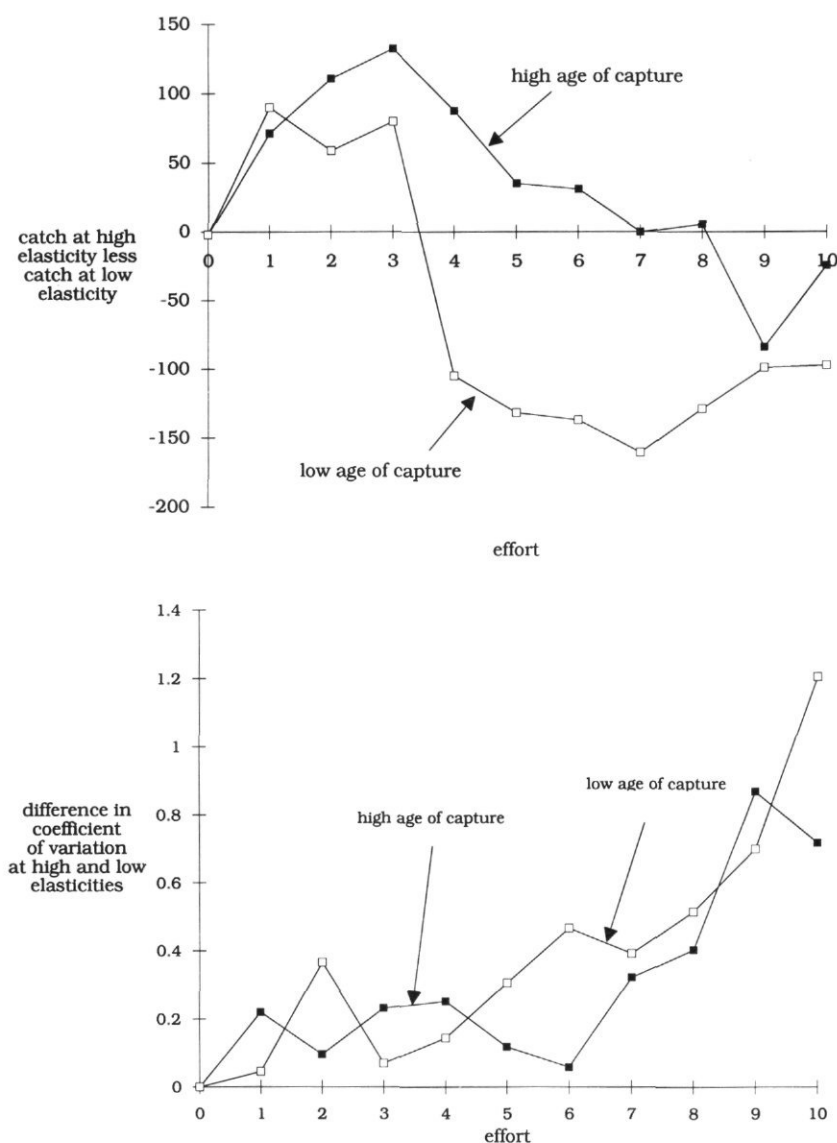 150
100
50
0
-50
-100
-150
-200
catch at high
elasticity less
catch at low
elasticity
high age of capture
0 1 2 3 4 5 6 7 8 9 10
low age of capture
effort
1.4
1.2
1
0.8
0.6
0.4
0.2
0
difference in
coefficient
of variation
at high and low
elasticities
high age of capture
low age of capture
0 1 2 3 4 5 6 7 8 9 10
effort